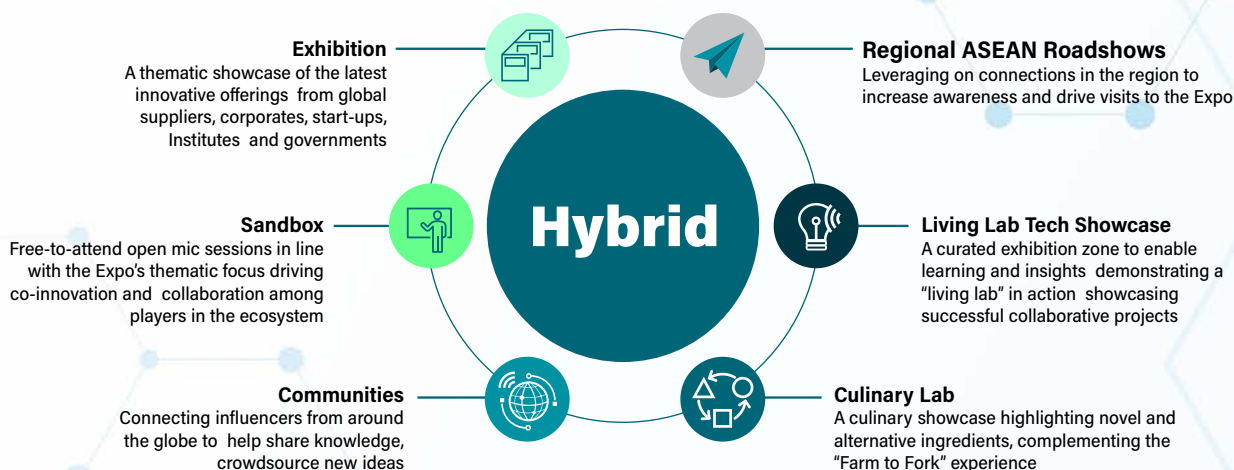 Exhibition
A thematic showcase of the latest
innovative offerings from global
suppliers, corporates, start-ups,
Institutes and governments
Regional ASEAN Roadshows
Leveraging on connections in the region to
increase awareness and drive visits to the Expo
Hybrid
Sandbox
Free-to-attend open mic sessions in line
with the Expo’s thematic focus driving
co-innovation and collaboration among
players in the ecosystem
Living Lab Tech Showcase
A curated exhibition zone to enable
learning and insights demonstrating a
“living lab” in action showcasing
successful collaborative projects
Communities
Connecting influencers from around
the globe to help share knowledge,
crowdsource new ideas
Culinary Lab
A culinary showcase highlighting novel and
alternative ingredients, complementing the
“Farm to Fork” experience